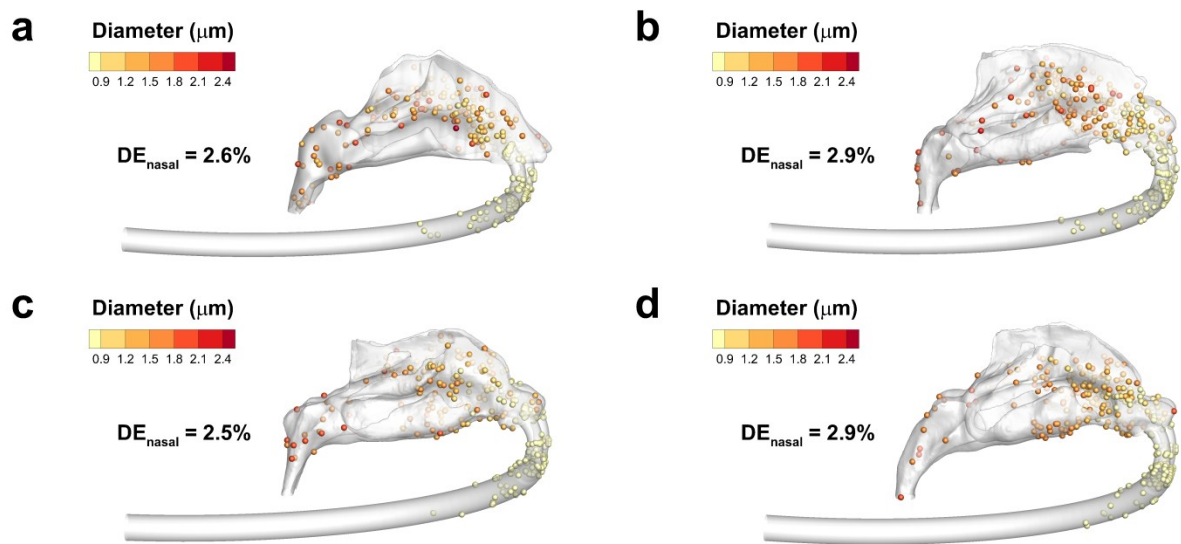 a
Diameter (μm)
0.9 1.2 1.5 1.8 2.1 2.4
DEnasal = 2.6%
b
Diameter (μm)
0.9 1.2 1.5 1.8 2.1 2.4
DEnasal = 2.9%
c
Diameter (μm)
0.9 1.2 1.5 1.8 2.1 2.4
DEnasal = 2.5%
d
Diameter (μm)
0.9 1.2 1.5 1.8 2.1 2.4
DEnasal = 2.9%